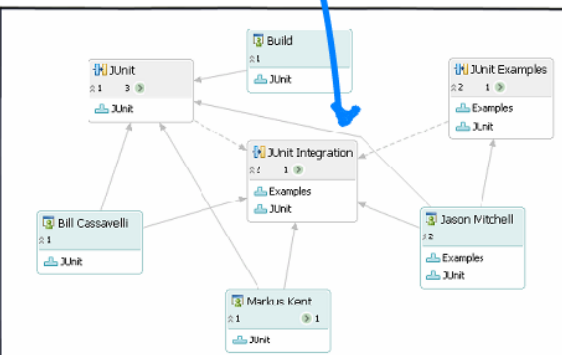 Build
1
JUnit
JUnit
1 3
JUnit
JUnit Examples
2 1
Examples
JUnit
JUnit Integration
1
Examples
JUnit
Bill Cassavelli
1
JUnit
Jason Mitchell
2
Examples
JUnit
Markus Kent
1 1
JUnit